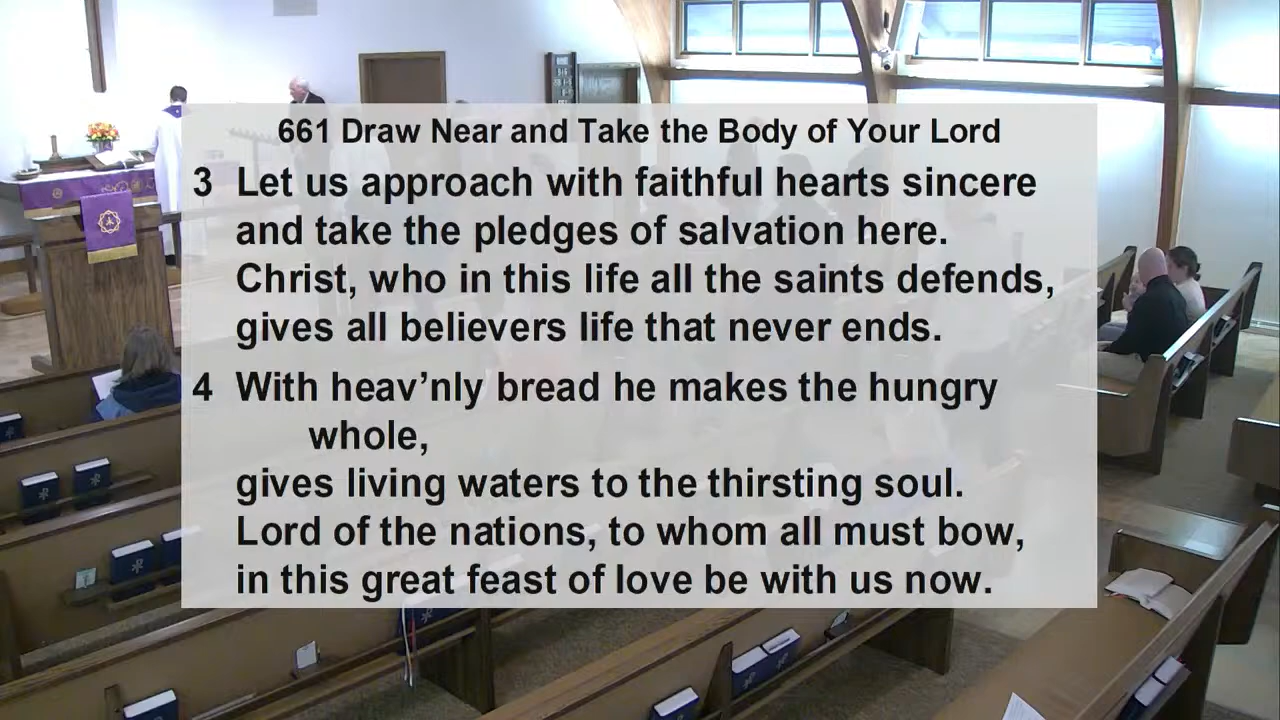 661 Draw Near and Take the Body of Your Lord
3 Let us approach with faithful hearts sincere
and take the pledges of salvation here.
Christ, who in this life all the saints defends,
gives all believers life that never ends.
4 With heav’nly bread he makes the hungry
whole,
gives living waters to the thirsting soul.
Lord of the nations, to whom all must bow,
in this great feast of love be with us now.